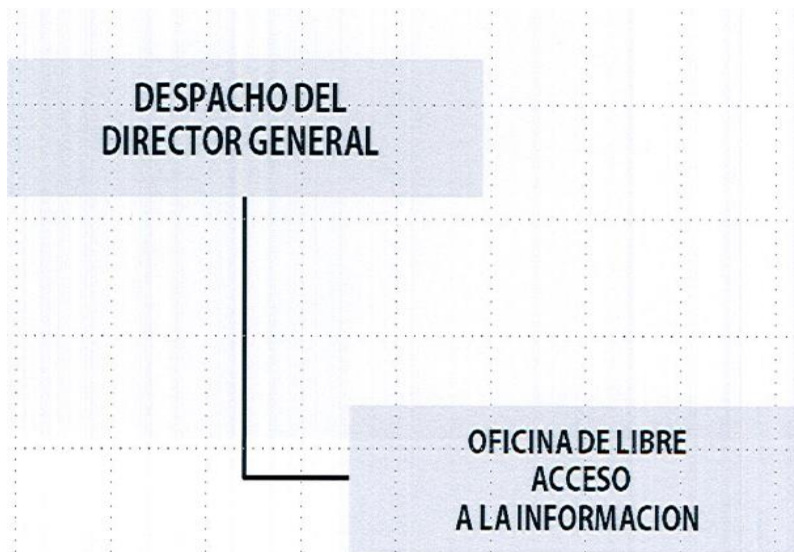 DESPACHO DEL
DIRECTOR GENERAL
OFICINA DE LIBRE
ACCESO
A LA INFORMACION